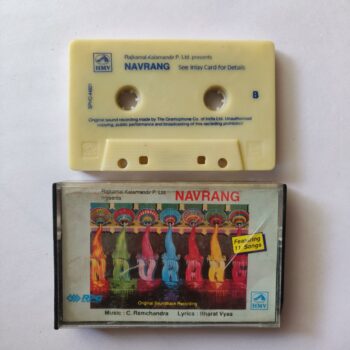 Rajkamal Kalamandir P. Ltd. presents
NAVRANG
See Inlay Card For Details
HMV
B
Original sound recording made by The Gramophone Co. of India Ltd. Unauthorised
copying, public performance and broadcasting of this recording prohibited
Rajkamal Kalamandir P. Ltd.
presents
NAVRANG
Featuring
11 Songs
Original Soundtrack Recording
HMV
Music : C. Ramchandra Lyrics : Bharat Vyas